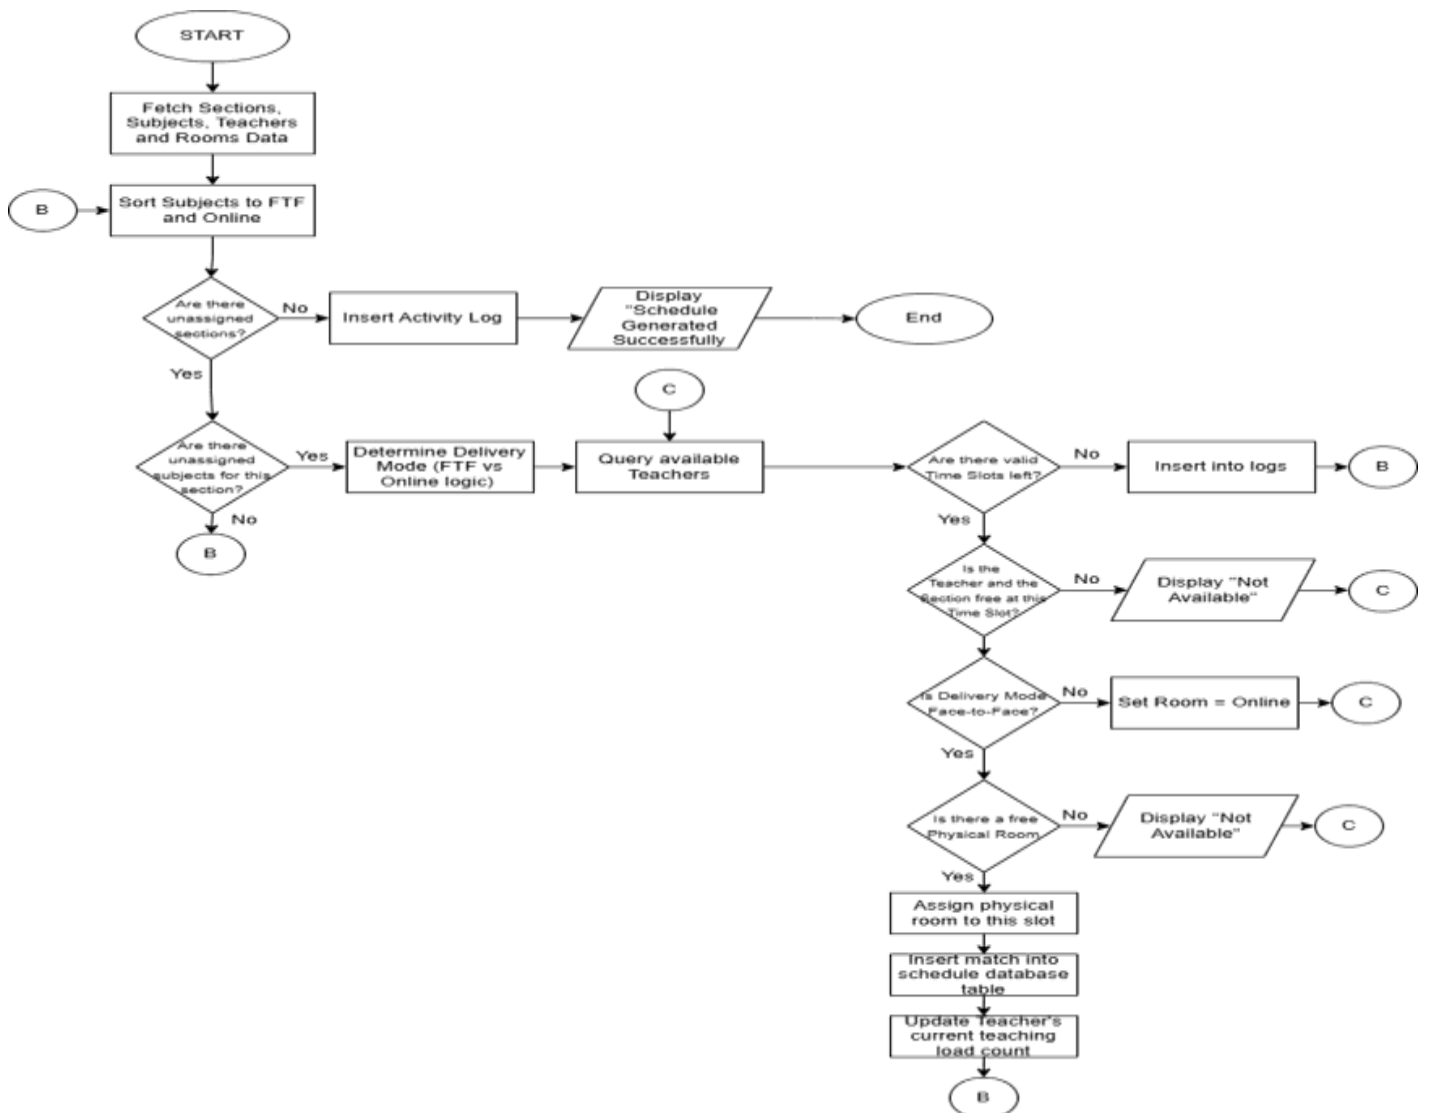 START
Fetch Sections,
Subjects, Teachers
and Rooms Data
B
Sort Subjects to FTF
and Online
Are there
unassigned
sections?
No
Insert Activity Log
Display
"Schedule
Generated
Successfully
End
Yes
C
Are there
unassigned
subjects for this
section?
Yes
Determine Delivery
Mode (FTF vs
Online logic)
Query available
Teachers
Are there valid
Time Slots left?
No
Insert into logs
B
No
B
Yes
Is the
Teacher and the
Section free at this
Time Slot?
No
Display "Not
Available"
C
Is Delivery Mode
Face-to-Face?
No
Set Room = Online
C
Yes
Is there a free
Physical Room
No
Display "Not
Available"
C
Yes
Assign physical
room to this slot
Insert match into
schedule database
table
Update Teacher's
current teaching
load count
B